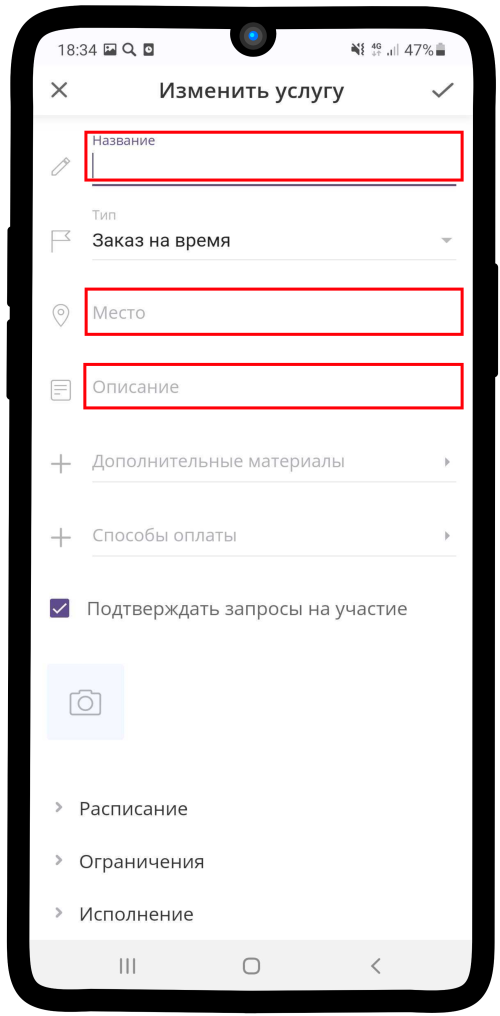 18:34 4G 47%
Изменить услугу
Название
Тип
Заказ на время
Место
Описание
Дополнительные материалы
Способы оплаты
Подтверждать запросы на участие
Расписание
Ограничения
Исполнение